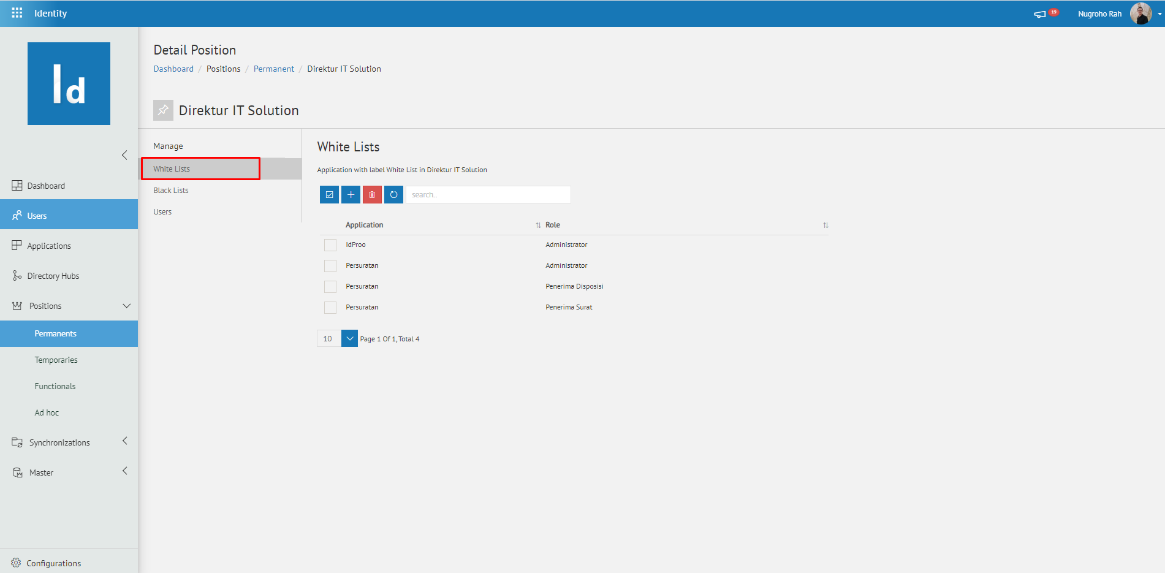 Identity
19
Nugroho Rah
Id
Detail Position
Dashboard / Positions / Permanent / Direktur IT Solution
Direktur IT Solution
Dashboard
Users
Applications
Directory Hubs
Positions
Permanents
Temporaries
Functionals
Ad hoc
Synchronizations
Master
Configurations
Manage
White Lists
Black Lists
Users
White Lists
Application with label White List in Direktur IT Solution
search..
Application Role
IdProo Administrator
Persuratan Administrator
Persuratan Penerima Disposisi
Persuratan Penerima Surat
10 Page 1 Of 1, Total 4